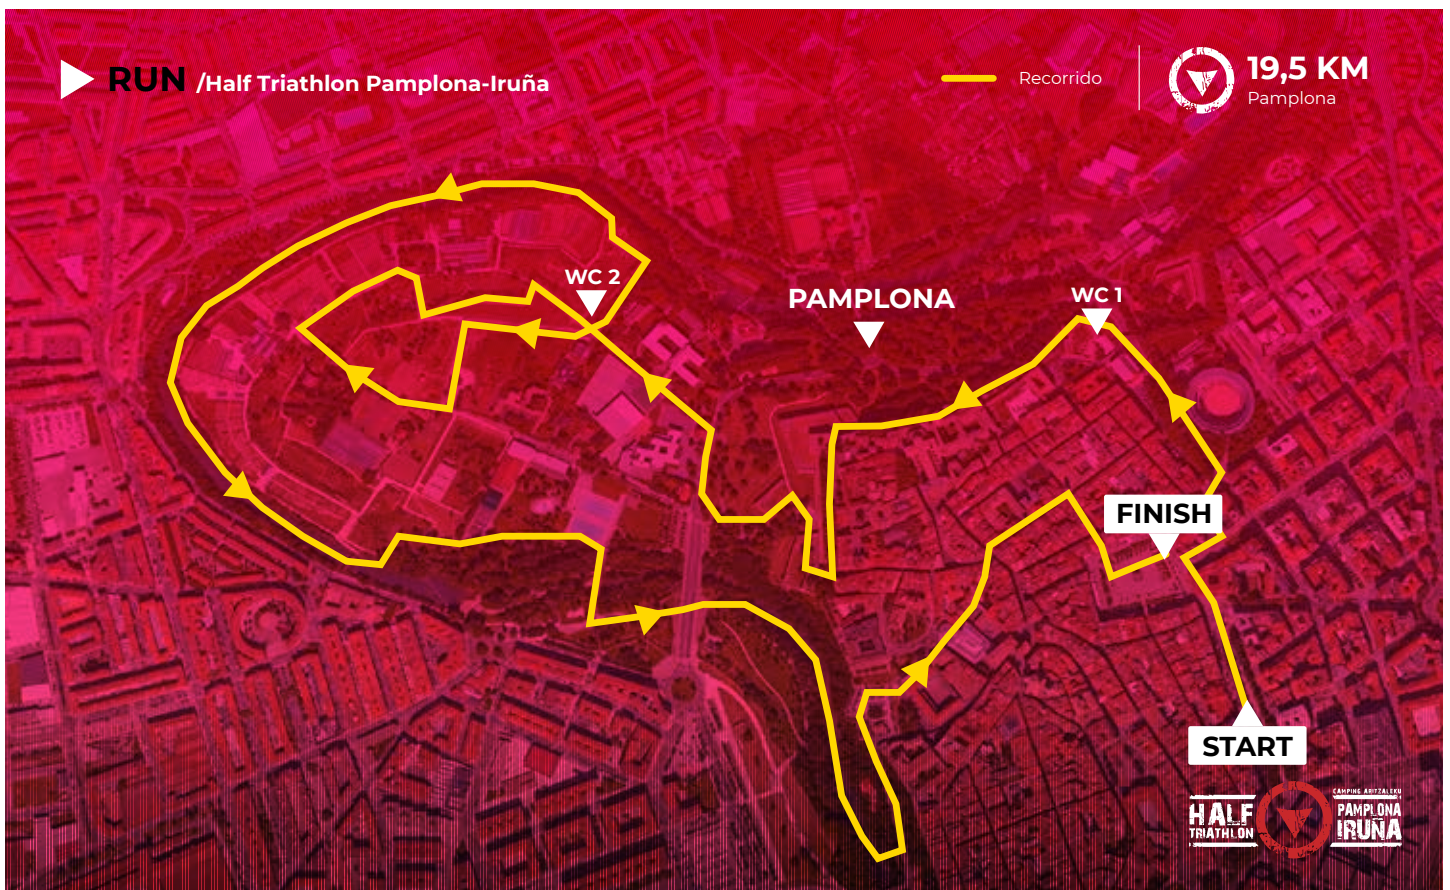 RUN /Half Triathlon Pamplona-Iruña
Recorrido
19,5 KM
Pamplona
WC 2
PAMPLONA
WC 1
FINISH
START
HALF
TRIATHLON
CAMPING ARITZALEKU
PAMPLONA
IRUÑA